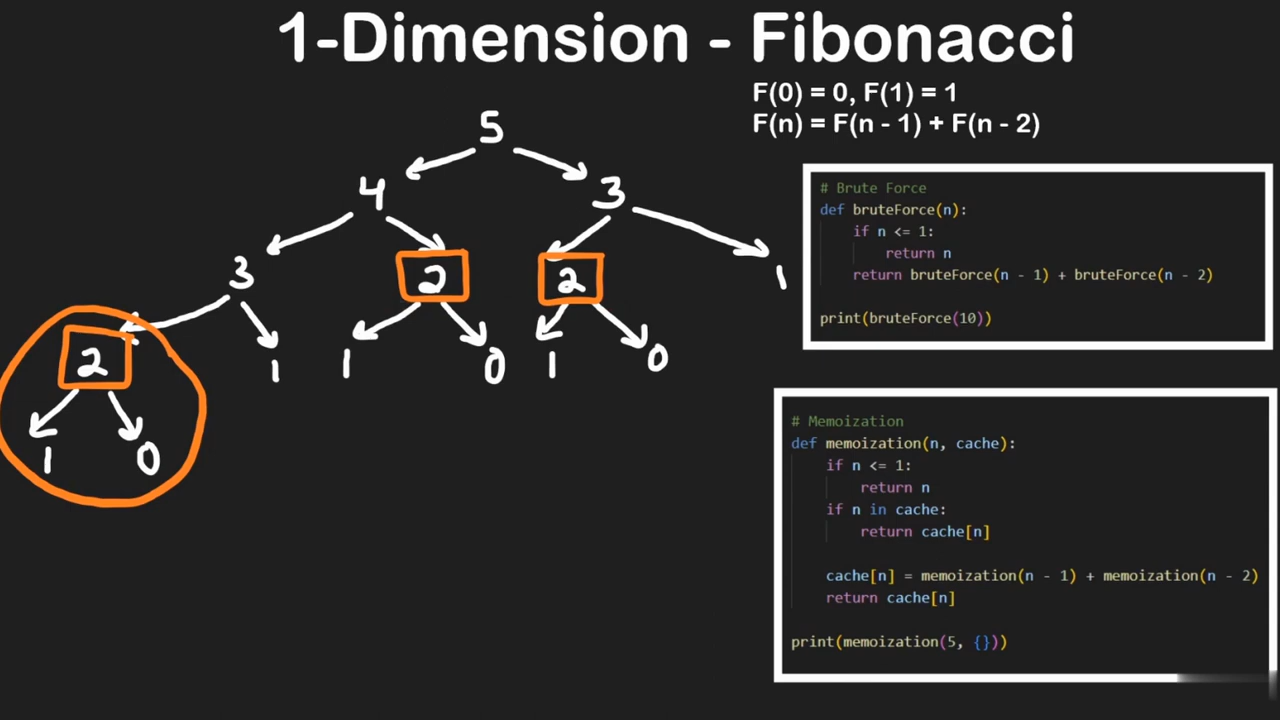 1-Dimension - Fibonacci
F(0) = 0, F(1) = 1
F(n) = F(n - 1) + F(n - 2)
5
4 3
3 2 2 1
2 1 1 0 1 0
1 0
# Brute Force
def bruteForce(n):
if n <= 1:
return n
return bruteForce(n - 1) + bruteForce(n - 2)
print(bruteForce(10))
# Memoization
def memoization(n, cache):
if n <= 1:
return n
if n in cache:
return cache[n]
cache[n] = memoization(n - 1) + memoization(n - 2)
return cache[n]
print(memoization(5, {}))